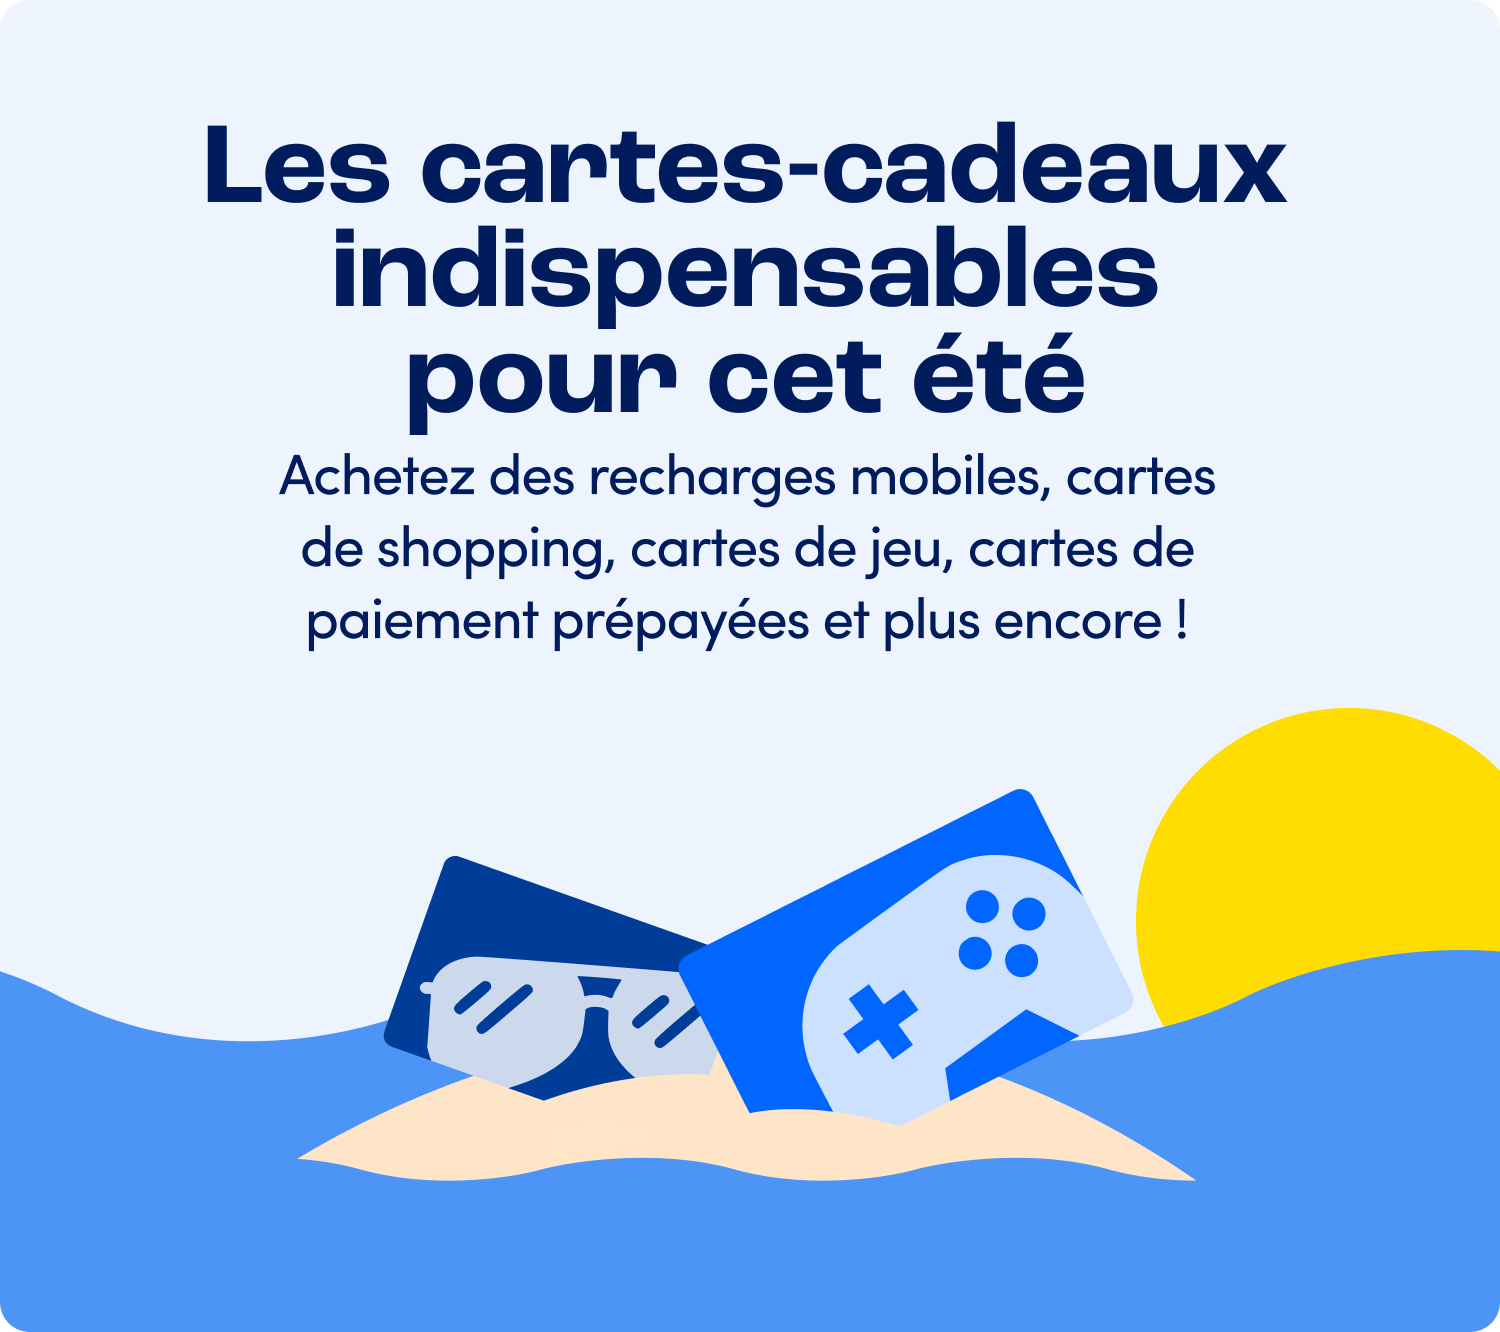 Les cartes-cadeaux
indispensables
pour cet été
Achetez des recharges mobiles, cartes
de shopping, cartes de jeu, cartes de
paiement prépayées et plus encore !